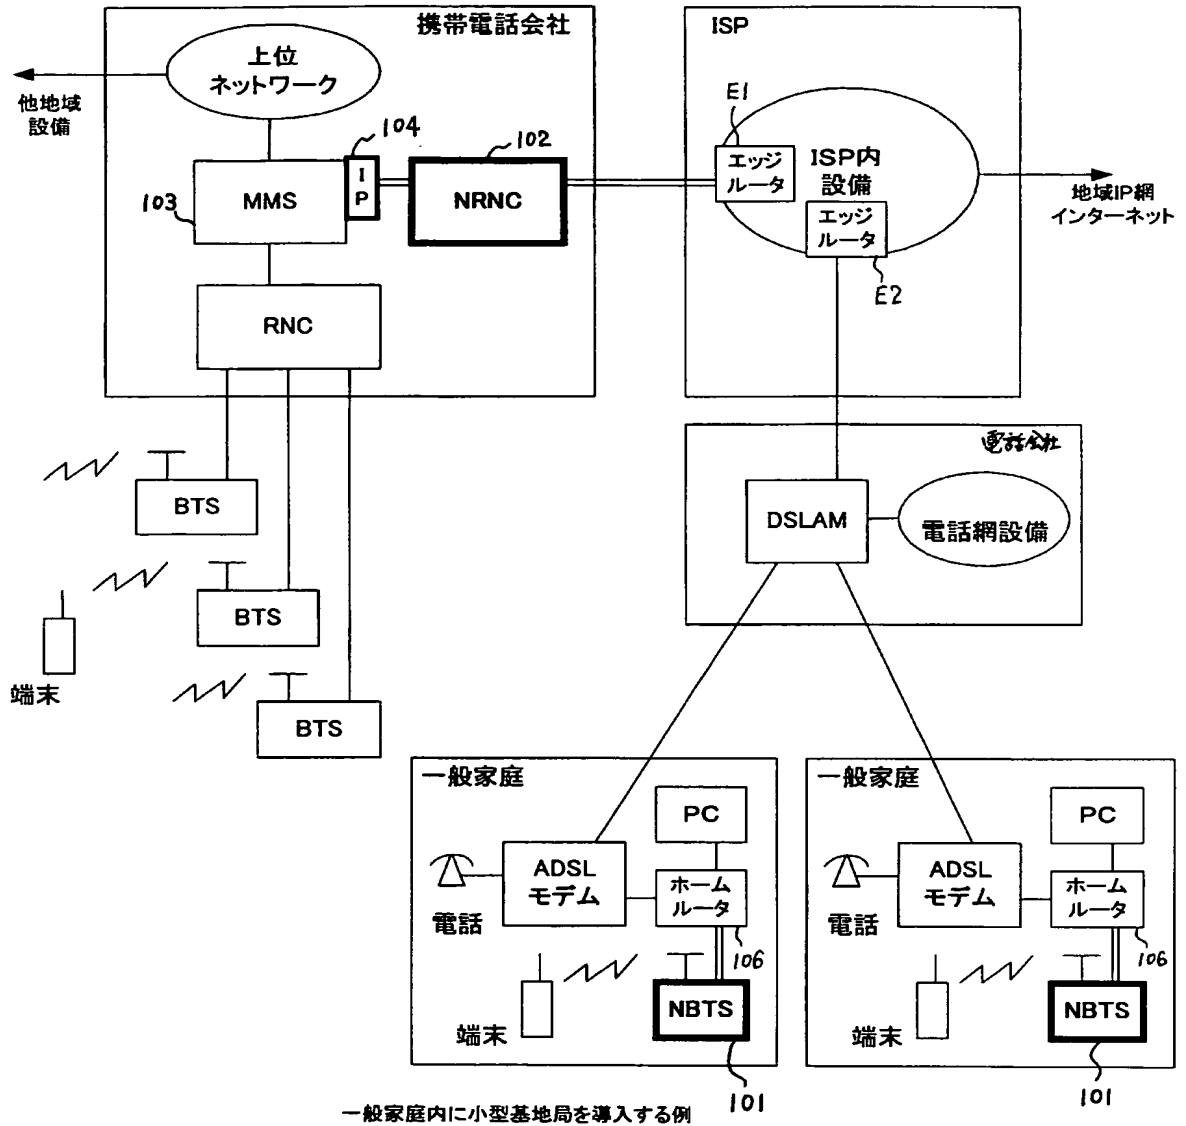 携帯電話会社
上位
ネットワーク
他地域
設備
104
102
I
P
MMS
103
NRNC
RNC
BTS
BTS
BTS
端末
ISP
E1
エッジ
ルータ
ISP内
設備
エッジ
ルータ
E2
地域IP網
インターネット
電話会社
DSLAM
電話網設備
一般家庭
PC
ADSL
モデム
ホーム
ルータ
電話
106
端末
NBTS
101
一般家庭
PC
ADSL
モデム
ホーム
ルータ
電話
106
端末
NBTS
101
一般家庭内に小型基地局を導入する例